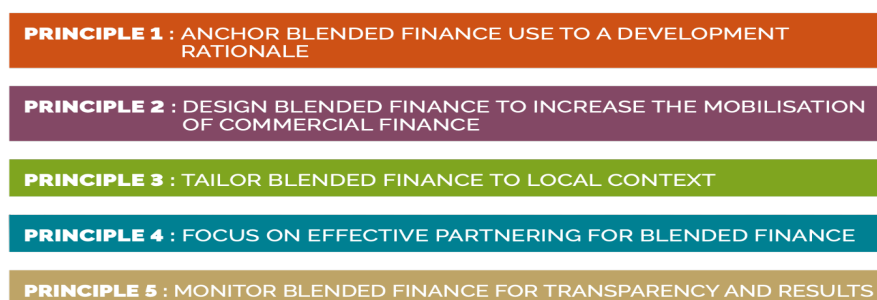 PRINCIPLE 1 : ANCHOR BLENDED FINANCE USE TO A DEVELOPMENT
RATIONALE
PRINCIPLE 2 : DESIGN BLENDED FINANCE TO INCREASE THE MOBILISATION
OF COMMERCIAL FINANCE
PRINCIPLE 3 : TAILOR BLENDED FINANCE TO LOCAL CONTEXT
PRINCIPLE 4 : FOCUS ON EFFECTIVE PARTNERING FOR BLENDED FINANCE
PRINCIPLE 5 : MONITOR BLENDED FINANCE FOR TRANSPARENCY AND RESULTS